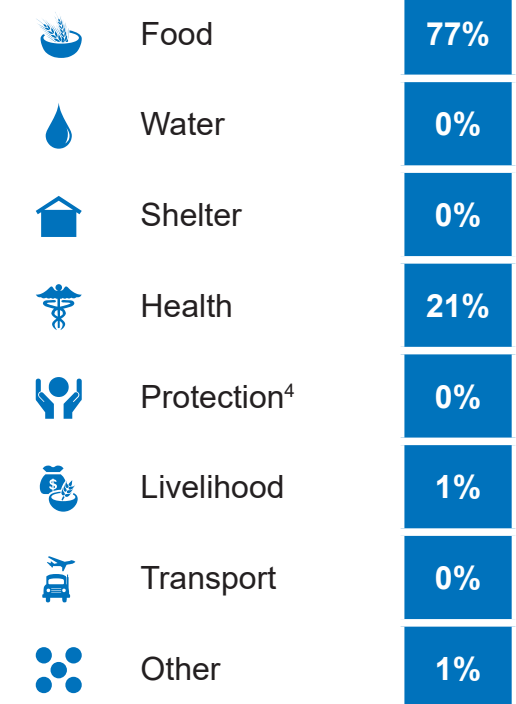 Food 77%
Water 0%
Shelter 0%
Health 21%
Protection⁴ 0%
$ Livelihood 1%
Transport 0%
Other 1%